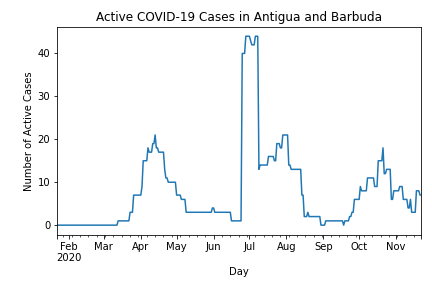 Active COVID-19 Cases in Antigua and Barbuda
Number of Active Cases
40
30
20
10
0
Feb Mar Apr May Jun Jul Aug Sep Oct Nov
2020
Day